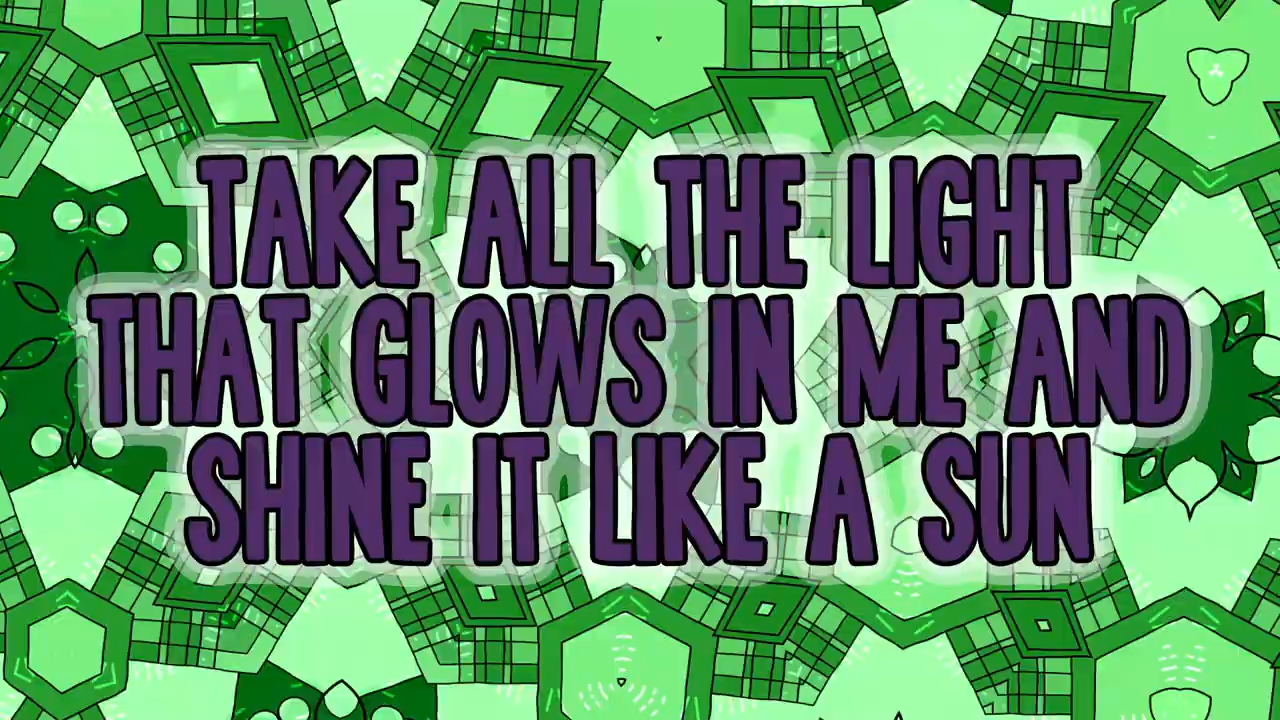 TAKE ALL THE LIGHT
THAT GLOWS IN ME AND
SHINE IT LIKE A SUN